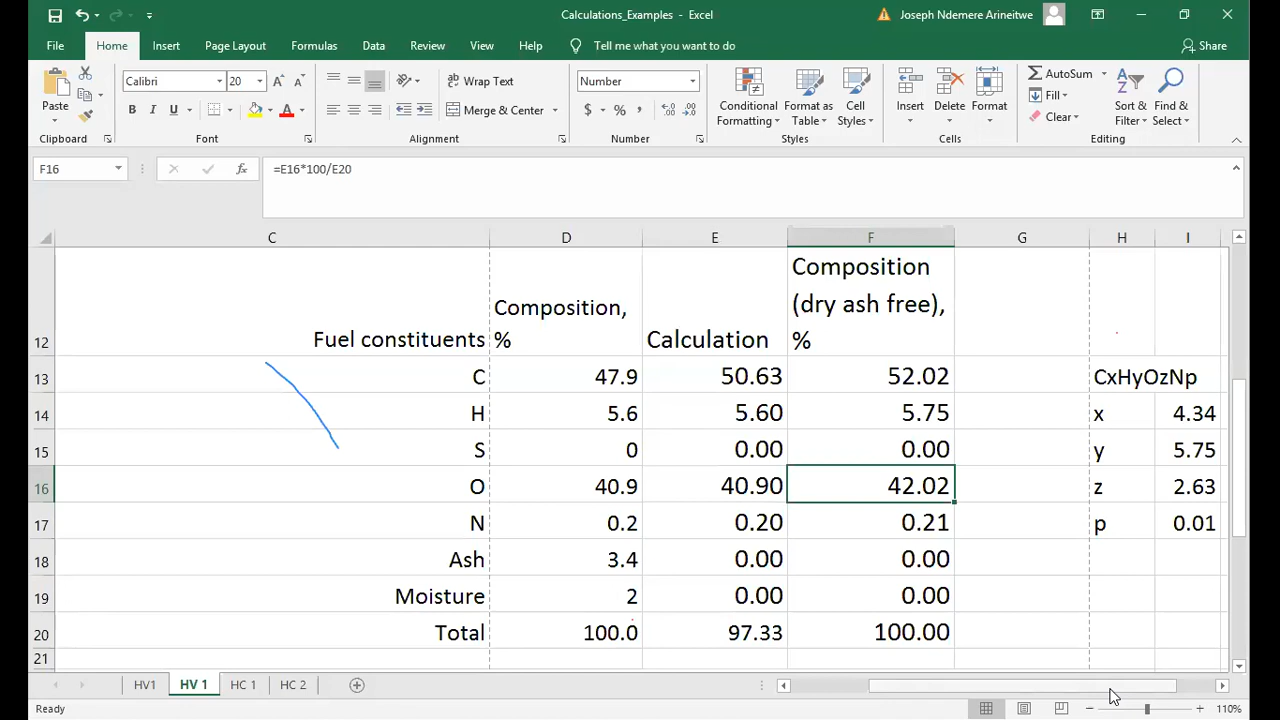 Calculations_Examples - Excel
Joseph Ndemere Arineitwe
File Home Insert Page Layout Formulas Data Review View Help Tell me what you want to do Share
Paste
Calibri 20
B I U
Wrap Text
Merge & Center
Number
$ % ,
Conditional Formatting
Format as Table
Cell Styles
Insert
Delete
Format
AutoSum
Fill
Clear
Sort & Filter
Find & Select
Clipboard Font Alignment Number Styles Cells Editing
F16 fx =E16*100/E20
C D E F G H I
12 Fuel constituents Composition, % Calculation Composition (dry ash free), %
13 C 47.9 50.63 52.02 CxHyOzNp
14 H 5.6 5.60 5.75 x 4.34
15 S 0 0.00 0.00 y 5.75
16 O 40.9 40.90 42.02 z 2.63
17 N 0.2 0.20 0.21 p 0.01
18 Ash 3.4 0.00 0.00
19 Moisture 2 0.00 0.00
20 Total 100.0 97.33 100.00
21
HV1 HV 1 HC 1 HC 2
Ready 110%